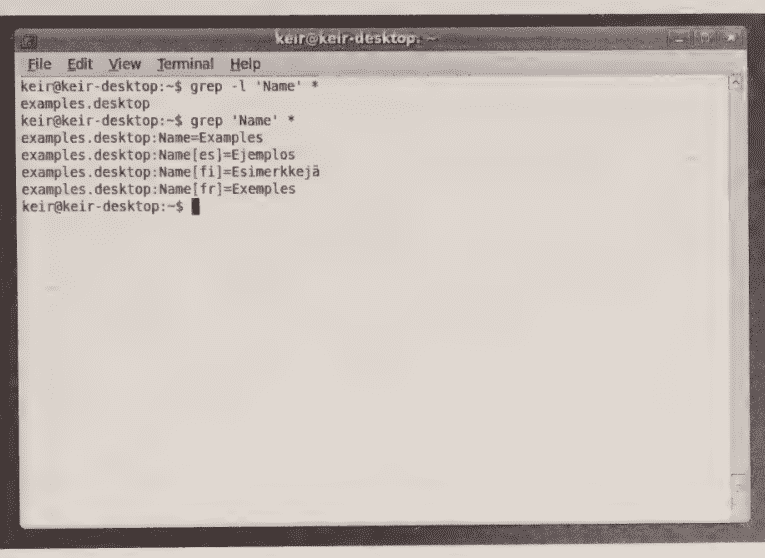 keir@keir-desktop: ~
File Edit View Terminal Help
keir@keir-desktop:~$ grep -l 'Name' *
examples.desktop
keir@keir-desktop:~$ grep 'Name' *
examples.desktop:Name=Examples
examples.desktop:Name[es]=Ejemplos
examples.desktop:Name[fi]=Esimerkkejä
examples.desktop:Name[fr]=Exemples
keir@keir-desktop:~$